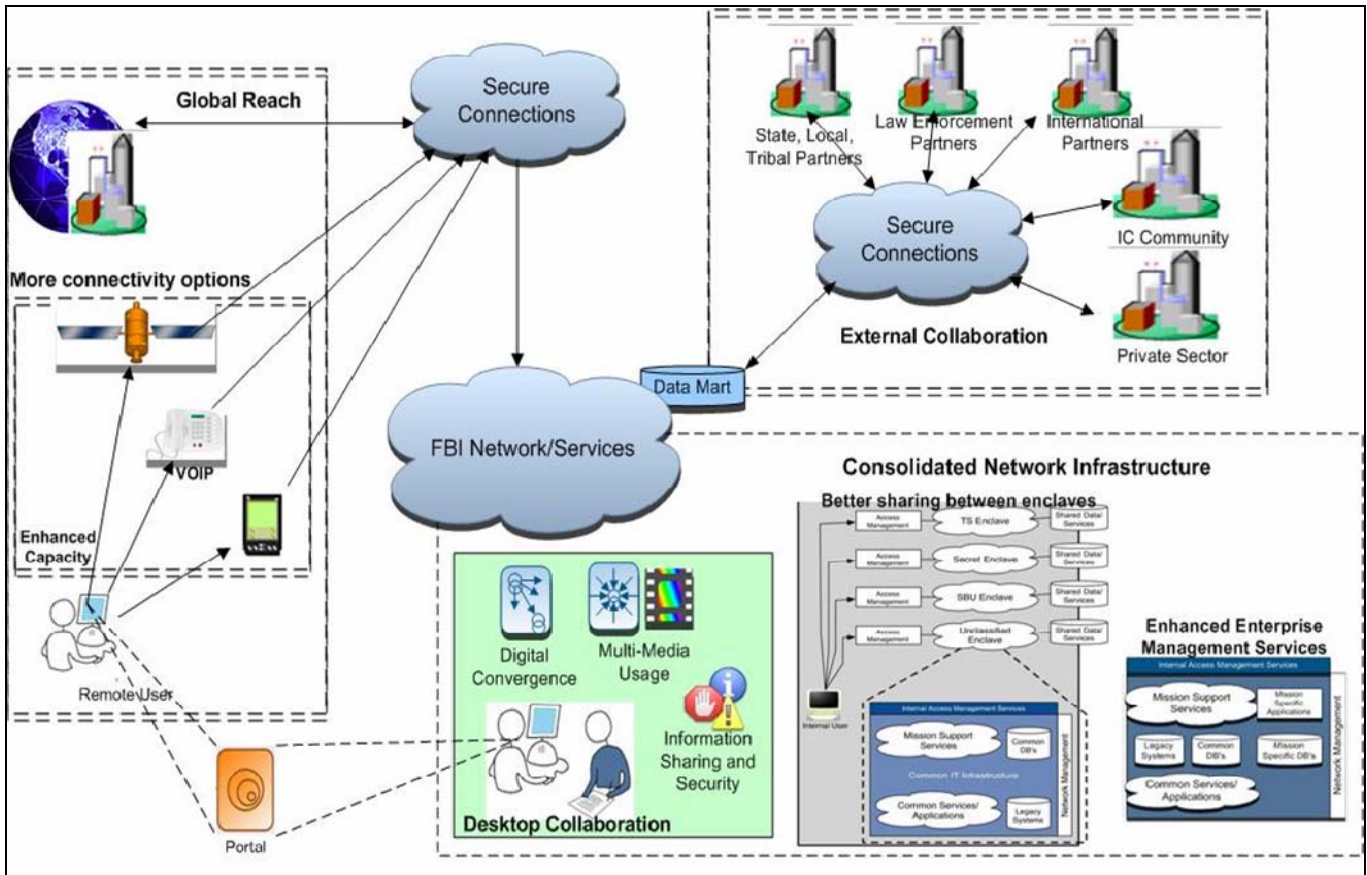 Global Reach
Secure
Connections
More connectivity options
VOIP
Enhanced
Capacity
Remote User
Portal
State, Local,
Tribal Partners
Law Enforcement
Partners
International
Partners
Secure
Connections
IC Community
Private Sector
External Collaboration
Data Mart
FBI Network/Services
Digital
Convergence
Multi-Media
Usage
Information
Sharing and
Security
Desktop Collaboration
Consolidated Network Infrastructure
Better sharing between enclaves
Access
Management
TS Enclave
Shared Data/
Services
Access
Management
Secret Enclave
Shared Data/
Services
Access
Management
SBU Enclave
Shared Data/
Services
Access
Management
Unclassified
Enclave
Shared Data/
Services
Internal User
Internal Access Management Services
Mission Support
Services
Common
DB's
Common IT Infrastructure
Common Services/
Applications
Legacy
Systems
Network Management
Enhanced Enterprise
Management Services
Internal Access Management Services
Mission Support
Services
Mission
Specific
Applications
Legacy
Systems
Common
DB's
Mission
Specific DB's
Common Services/
Applications
Network Management